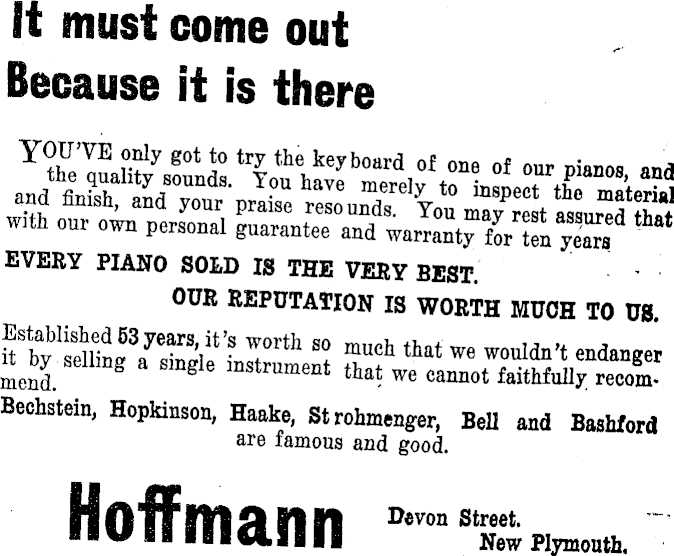 It must come out
Because it is there
YOU'VE only got to try the keyboard of one of our pianos, and
the quality sounds. You have merely to inspect the material
and finish, and your praise resounds. You may rest assured that
with our own personal guarantee and warranty for ten years
EVERY PIANO SOLD IS THE VERY BEST.
OUR REPUTATION IS WORTH MUCH TO US.
Established 53 years, it's worth so much that we wouldn't endanger
it by selling a single instrument that we cannot faithfully recom-
mend.
Bechstein, Hopkinson, Haake, Strohmenger, Bell and Bashford
are famous and good.
Hoffmann
Devon Street.
New Plymouth.